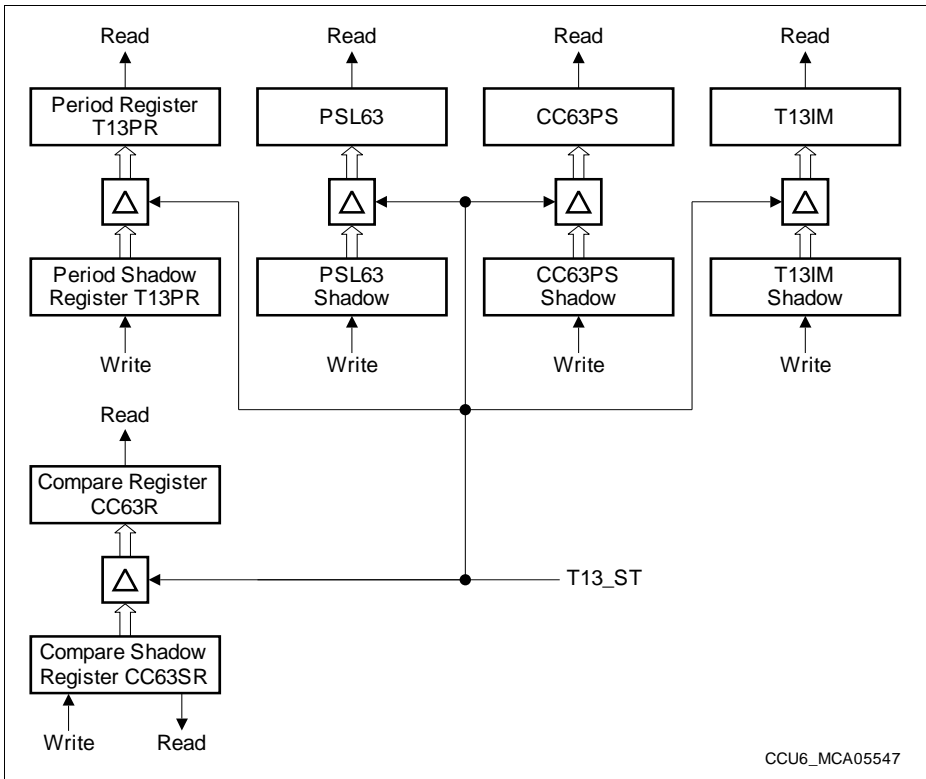 Read
Read
Read
Read
Period Register
T13PR
PSL63
CC63PS
T13IM
Period Shadow
Register T13PR
PSL63
Shadow
CC63PS
Shadow
T13IM
Shadow
Write
Write
Write
Write
Read
Compare Register
CC63R
T13_ST
Compare Shadow
Register CC63SR
Write
Read
CCU6_MCA05547